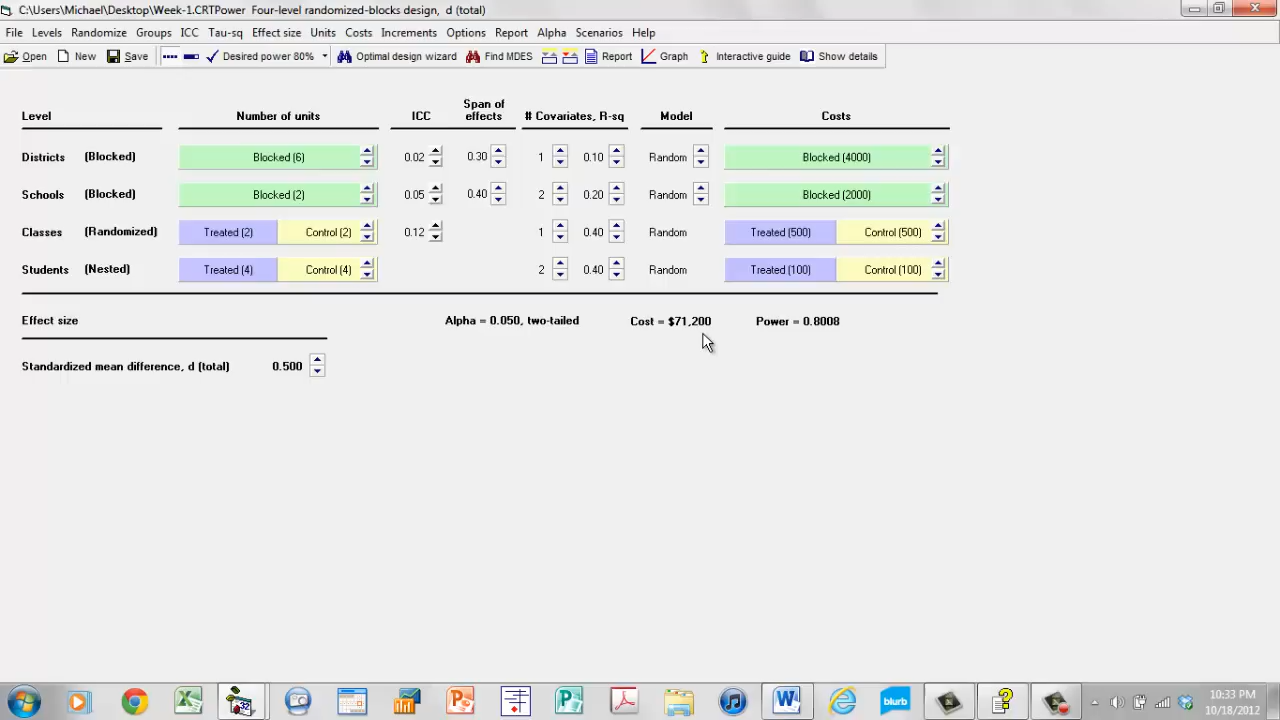 C:\Users\Michael\Desktop\Week-1.CRTPower Four-level randomized-blocks design, d (total)
File Levels Randomize Groups ICC Tau-sq Effect size Units Costs Increments Options Report Alpha Scenarios Help
Open New Save Desired power 80% Optimal design wizard Find MDES Report Graph Interactive guide Show details
Level Number of units ICC Span of effects # Covariates, R-sq Model Costs
Districts (Blocked) Blocked (6) 0.02 0.30 1 0.10 Random Blocked (4000)
Schools (Blocked) Blocked (2) 0.05 0.40 2 0.20 Random Blocked (2000)
Classes (Randomized) Treated (2) Control (2) 0.12 1 0.40 Random Treated (500) Control (500)
Students (Nested) Treated (4) Control (4) 2 0.40 Random Treated (100) Control (100)
Effect size Alpha = 0.050, two-tailed Cost = $71,200 Power = 0.8008
Standardized mean difference, d (total) 0.500
blurb
10:33 PM
10/18/2012